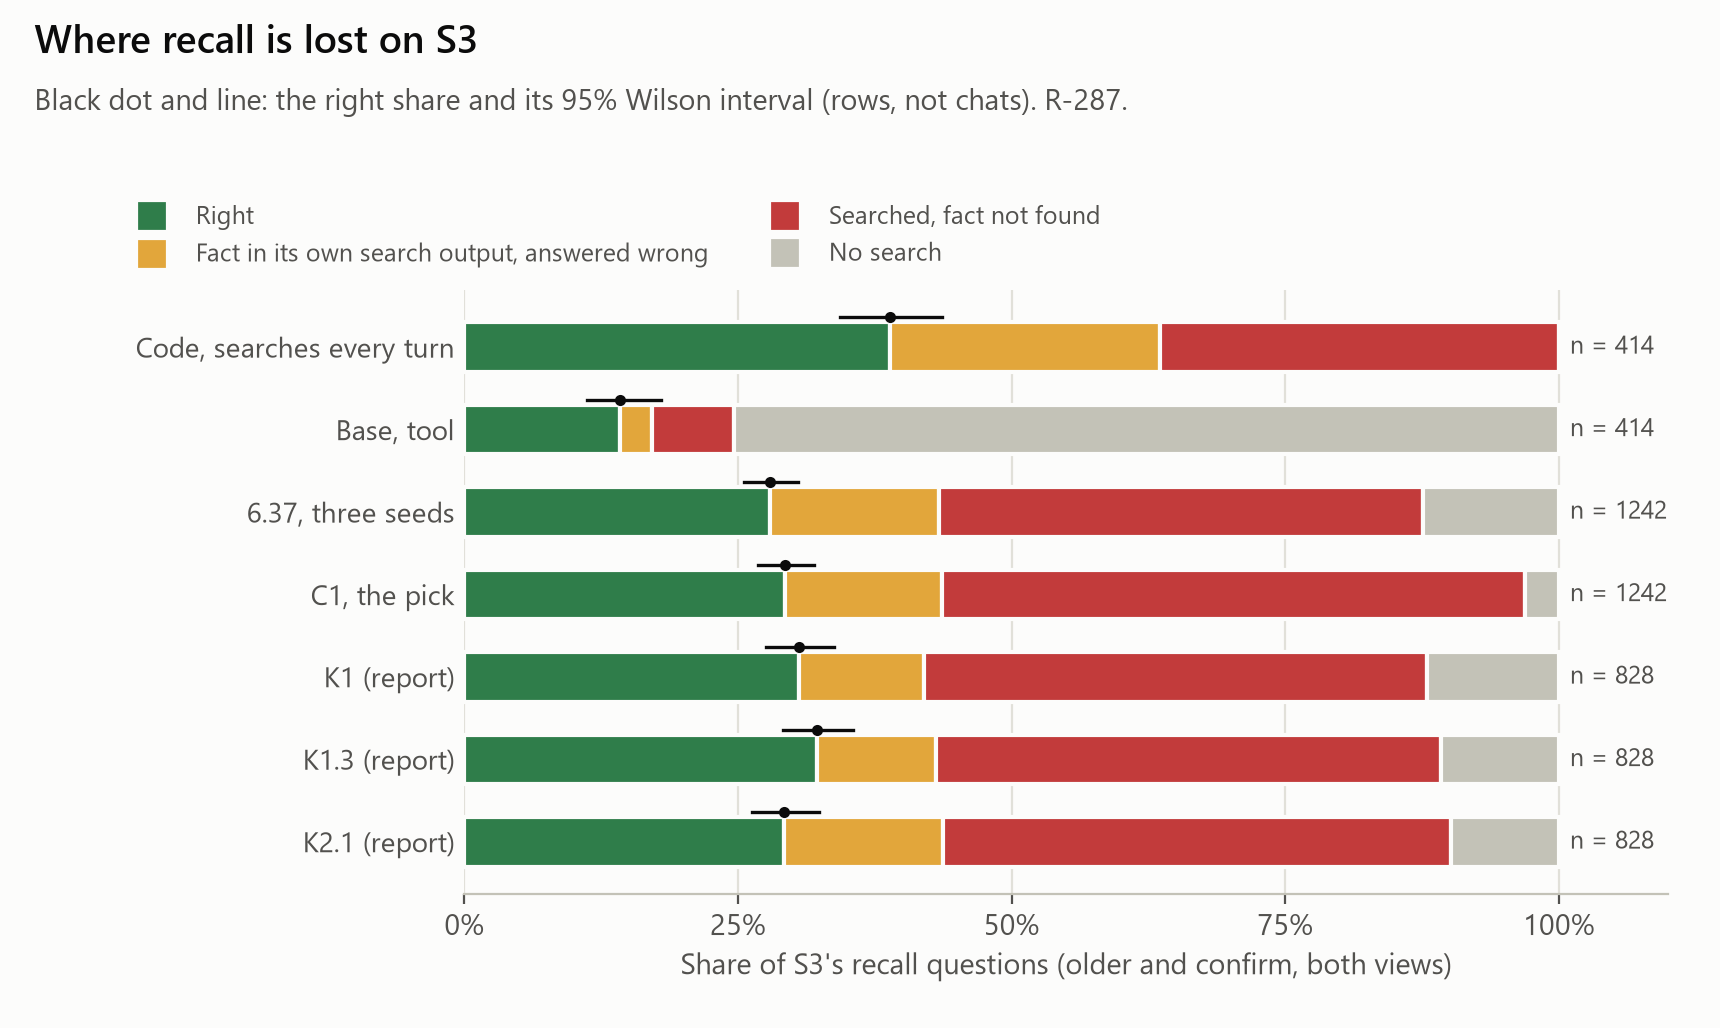 Where recall is lost on S3
Black dot and line: the right share and its 95% Wilson interval (rows, not chats). R-287.
Right
Fact in its own search output, answered wrong
Searched, fact not found
No search
Code, searches every turn
n = 414
Base, tool
n = 414
6.37, three seeds
n = 1242
C1, the pick
n = 1242
K1 (report)
n = 828
K1.3 (report)
n = 828
K2.1 (report)
n = 828
0% 25% 50% 75% 100%
Share of S3's recall questions (older and confirm, both views)